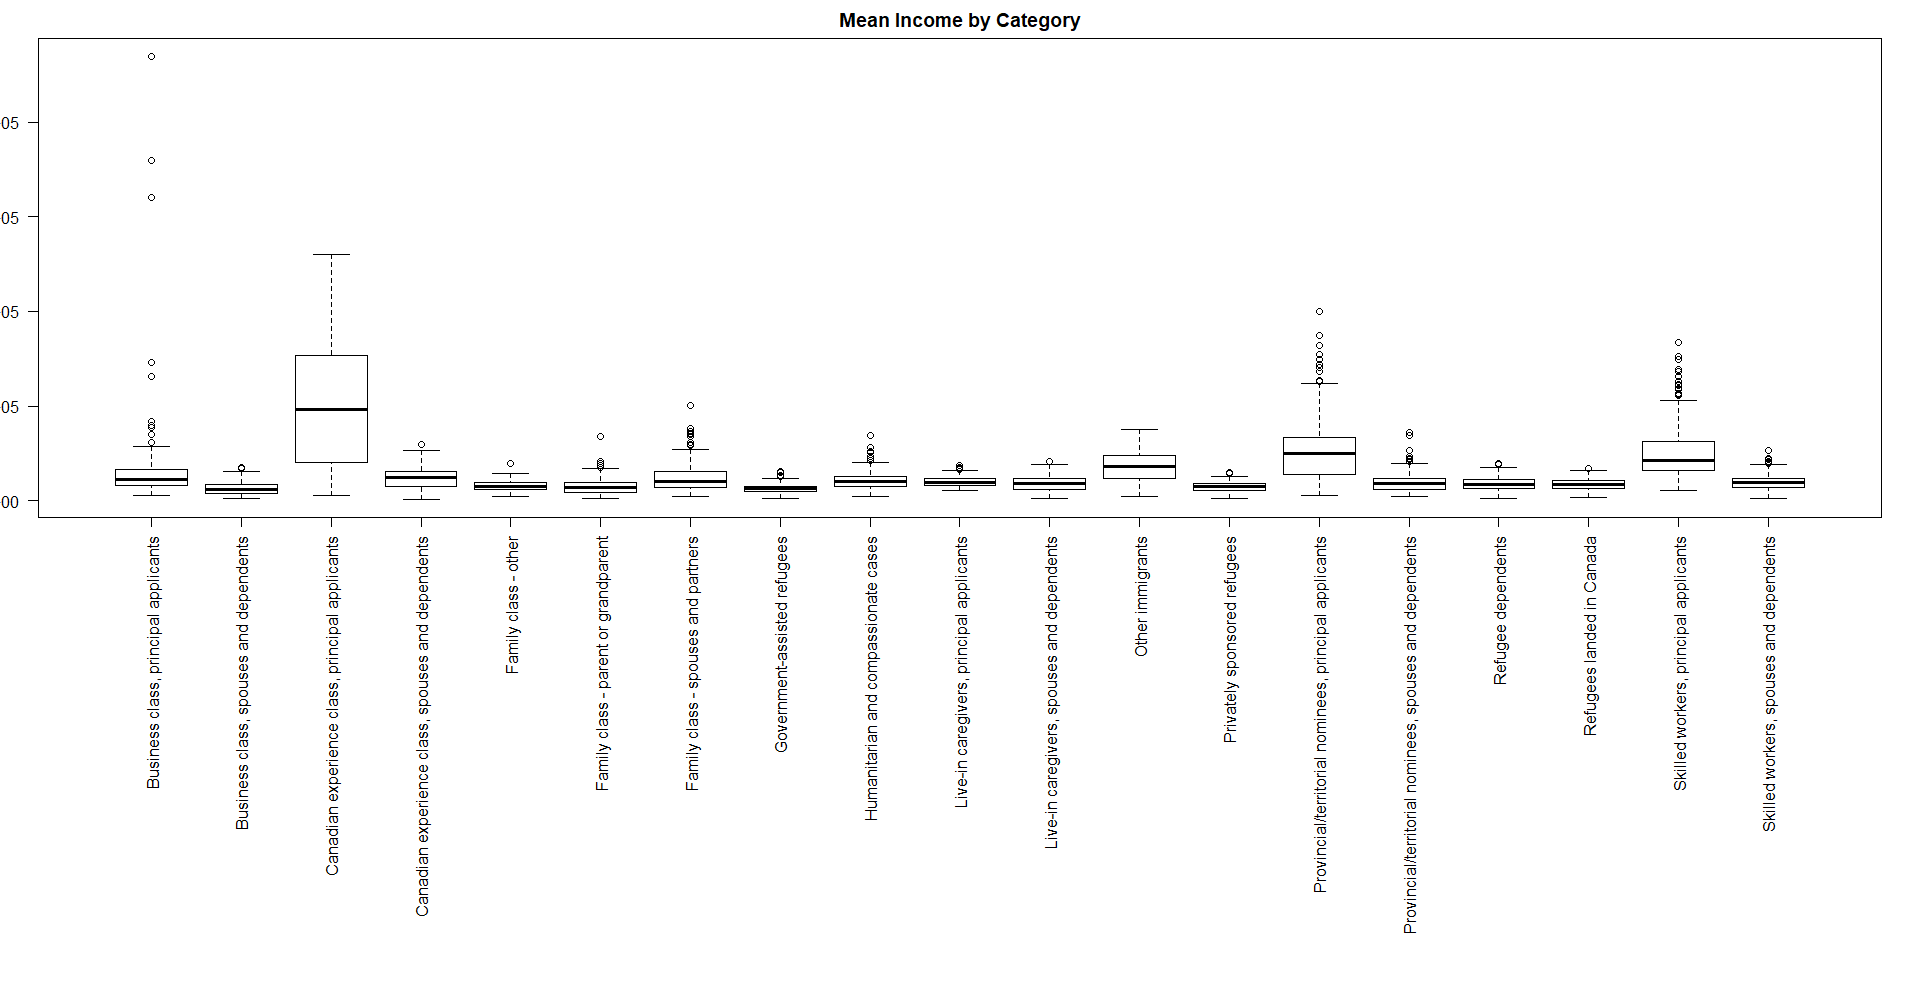 Mean Income by Category
05
05
05
05
00
Business class, principal applicants
Business class, spouses and dependents
Canadian experience class, principal applicants
Canadian experience class, spouses and dependents
Family class - other
Family class - parent or grandparent
Family class - spouses and partners
Government-assisted refugees
Humanitarian and compassionate cases
Live-in caregivers, principal applicants
Live-in caregivers, spouses and dependents
Other immigrants
Privately sponsored refugees
Provincial/territorial nominees, principal applicants
Provincial/territorial nominees, spouses and dependents
Refugee dependents
Refugees landed in Canada
Skilled workers, principal applicants
Skilled workers, spouses and dependents